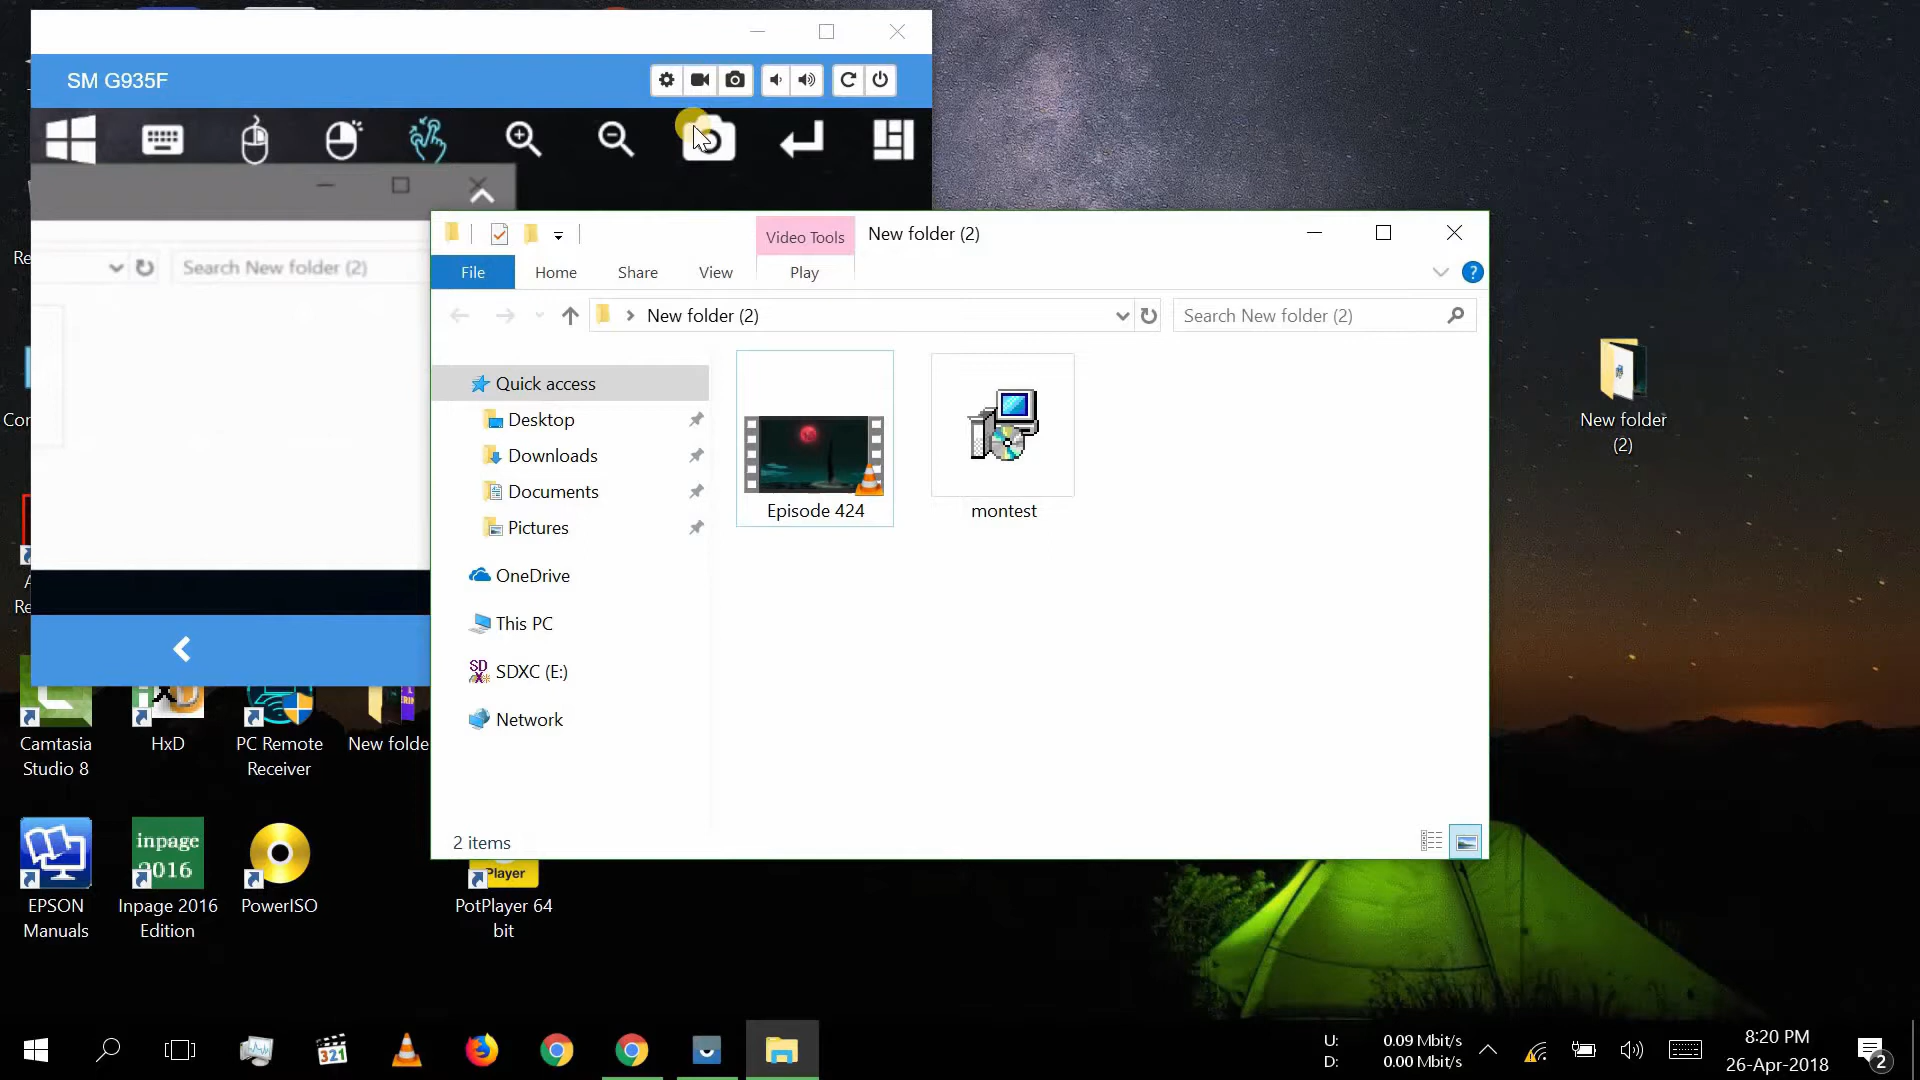 SM G935F
Search New folder (2)
Video Tools
New folder (2)
File
Home
Share
View
Play
New folder (2)
Search New folder (2)
Quick access
Desktop
Downloads
Documents
Pictures
OneDrive
This PC
SDXC (E:)
Network
Episode 424
montest
2 items
New folder
(2)
Re
Cor
Re
Camtasia
Studio 8
HxD
PC Remote
Receiver
New folde
EPSON
Manuals
inpage
2016
Inpage 2016
Edition
PowerISO
Player
PotPlayer 64
bit
321
U: 0.09 Mbit/s
D: 0.00 Mbit/s
8:20 PM
26-Apr-2018
2